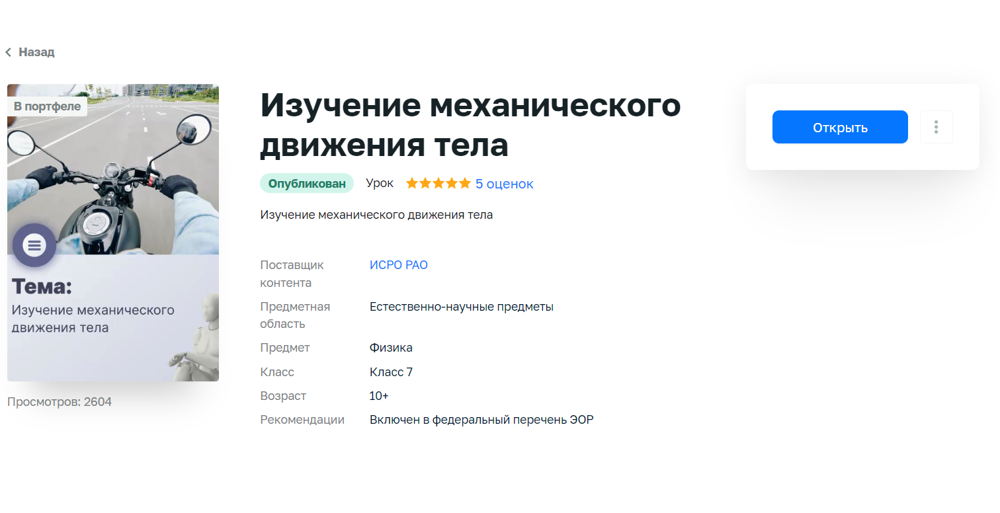 Назад
В портфеле
Тема:
Изучение механического
движения тела
Просмотров: 2604
Изучение механического
движения тела
Опубликован Урок 5 оценок
Изучение механического движения тела
Поставщик контента ИСРО РАО
Предметная область Естественно-научные предметы
Предмет Физика
Класс Класс 7
Возраст 10+
Рекомендации Включен в федеральный перечень ЭОР
Открыть